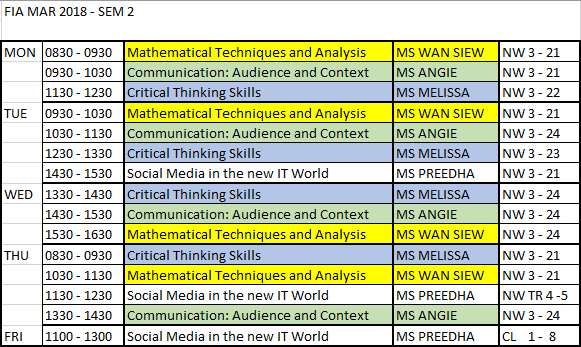 FIA MAR 2018 - SEM 2
MON 0830 - 0930 Mathematical Techniques and Analysis MS WAN SIEW NW 3 - 21
0930 - 1030 Communication: Audience and Context MS ANGIE NW 3 - 21
1130 - 1230 Critical Thinking Skills MS MELISSA NW 3 - 22
TUE 0930 - 1030 Mathematical Techniques and Analysis MS WAN SIEW NW 3 - 21
1030 - 1130 Communication: Audience and Context MS ANGIE NW 3 - 24
1230 - 1330 Critical Thinking Skills MS MELISSA NW 3 - 23
1430 - 1530 Social Media in the new IT World MS PREEDHA NW 3 - 21
WED 1330 - 1430 Critical Thinking Skills MS MELISSA NW 3 - 24
1430 - 1530 Communication: Audience and Context MS ANGIE NW 3 - 24
1530 - 1630 Mathematical Techniques and Analysis MS WAN SIEW NW 3 - 24
THU 0830 - 0930 Critical Thinking Skills MS MELISSA NW 3 - 21
1030 - 1130 Mathematical Techniques and Analysis MS WAN SIEW NW 3 - 21
1130 - 1230 Social Media in the new IT World MS PREEDHA NW TR 4 -5
1330 - 1430 Communication: Audience and Context MS ANGIE NW 3 - 24
FRI 1100 - 1300 Social Media in the new IT World MS PREEDHA CL 1 - 8